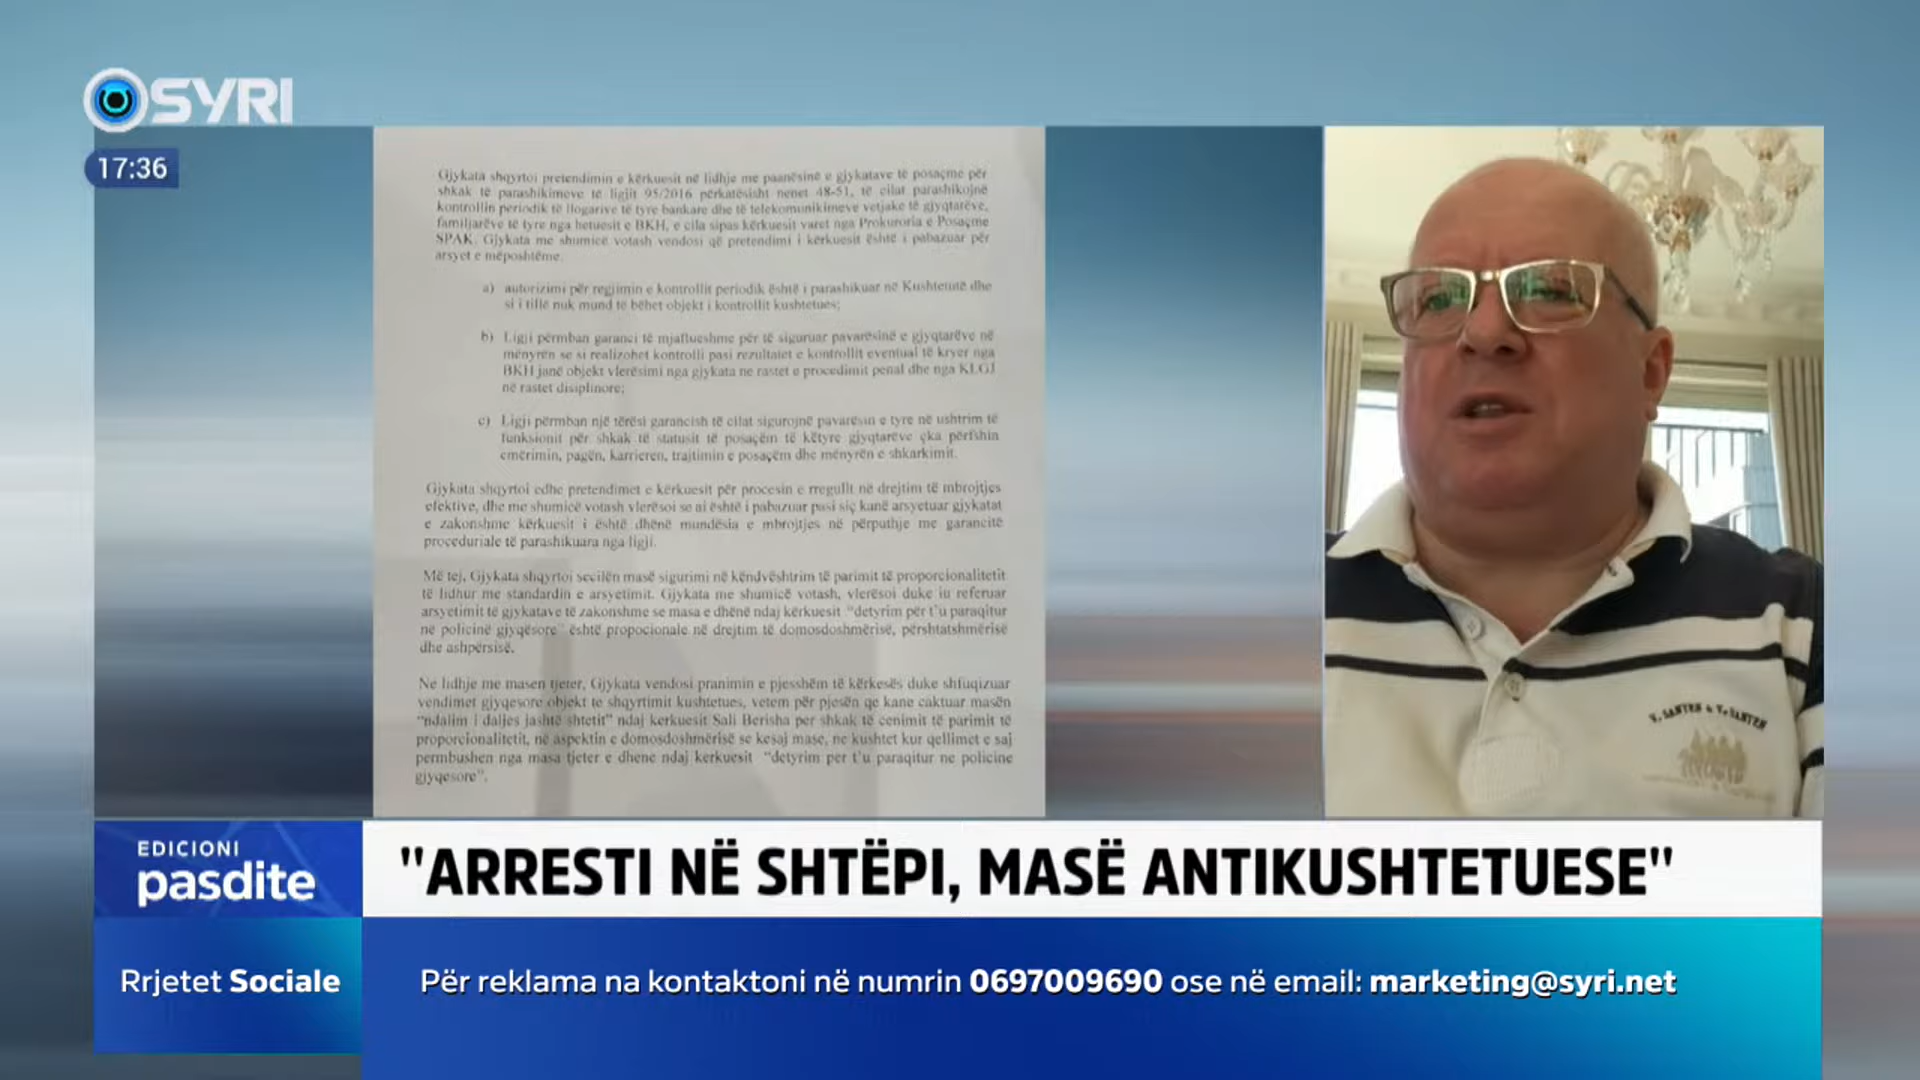 SYRI
17:36
Gjykata shqyrtoi pretendimin e kërkuesit në lidhje me paanësinë e gjykatave të posaçme për
shkak të parashikimeve të ligjit 95/2016 përkatësisht nenet 48-51, të cilat parashikojnë
kontrollin periodik të llogarive të tyre bankare dhe të telekomunikimeve vetjake të gjyqtarëve,
familjarëve të tyre nga hetuesit e BKH, e cila sipas kërkuesit varet nga Prokuroria e Posaçme
SPAK. Gjykata me shumicë votash vendosi që pretendimi i kërkuesit është i pabazuar për
arsyet e mëposhtëme.
a) autorizimi për regjimin e kontrollit periodik është i parashikuar në Kushtetutë dhe
si i tillë nuk mund të bëhet objekt i kontrollit kushtetues;
b) Ligji përmban garanci të mjaftueshme për të siguruar pavarësinë e gjyqtarëve në
mënyrën se si realizohet kontrolli pasi rezultatet e kontrollit eventual të kryer nga
BKH janë objekt vlerësimi nga gjykata në rastet e procedimit penal dhe nga KLGJ
në rastet disiplinore;
c) Ligji përmban një tërësi garancish të cilat sigurojnë pavarësin e tyre në ushtrim të
funksionit për shkak të statusit të posaçëm të këtyre gjyqtarëve çka përfshin
emërimin, pagën, karrieren, trajtimin e posaçëm dhe mënyrën e shkarkimit.
Gjykata shqyrtoi edhe pretendimet e kërkuesit për procesin e rregullt në drejtim të mbrojtjes
efektive, dhe me shumicë votash vlerësoi se ai është i pabazuar pasi siç kanë arsyetuar gjykatat
e zakonshme kërkuesit i është dhënë mundësia e mbrojtjes në përputhje me garancitë
proceduriale të parashikuara nga ligji.
Më tej, Gjykata shqyrtoi secilën masë sigurimi në këndvështrim të parimit të proporcionalitetit
të lidhur me standardin e arsyetimit. Gjykata me shumicë votash, vlerësoi duke iu referuar
arsyetimit të gjykatave të zakonshme se masa e dhënë ndaj kërkuesit "detyrim për t'u paraqitur
në policinë gjyqësore" është propocionale në drejtim të domosdoshmërisë, përshtatshmërisë
dhe ashpërsisë.
Ne lidhje me masen tjeter, Gjykata vendosi pranimin e pjesshëm të kërkesës duke shfuqizuar
vendimet gjyqesore objekt te shqyrtimit kushtetues, vetem për pjesën qe kane caktuar masën
"ndalim i daljes jashtë shtetit" ndaj kerkuesit Sali Berisha per shkak të cenimit të parimit të
proporcionalitetit, në aspektin e domosdoshmërisë se kesaj mase, ne kushtet kur qellimet e saj
permbushen nga masa tjeter e dhene ndaj kerkuesit "detyrim per t'u paraqitur ne policine
gjyqesore".
V. SANTEN & V. SANTEN
EDICIONI
pasdite
"ARRESTI NË SHTËPI, MASË ANTIKUSHTETUESE"
Rrjetet Sociale
Për reklama na kontaktoni në numrin 0697009690 ose në email: marketing@syri.net